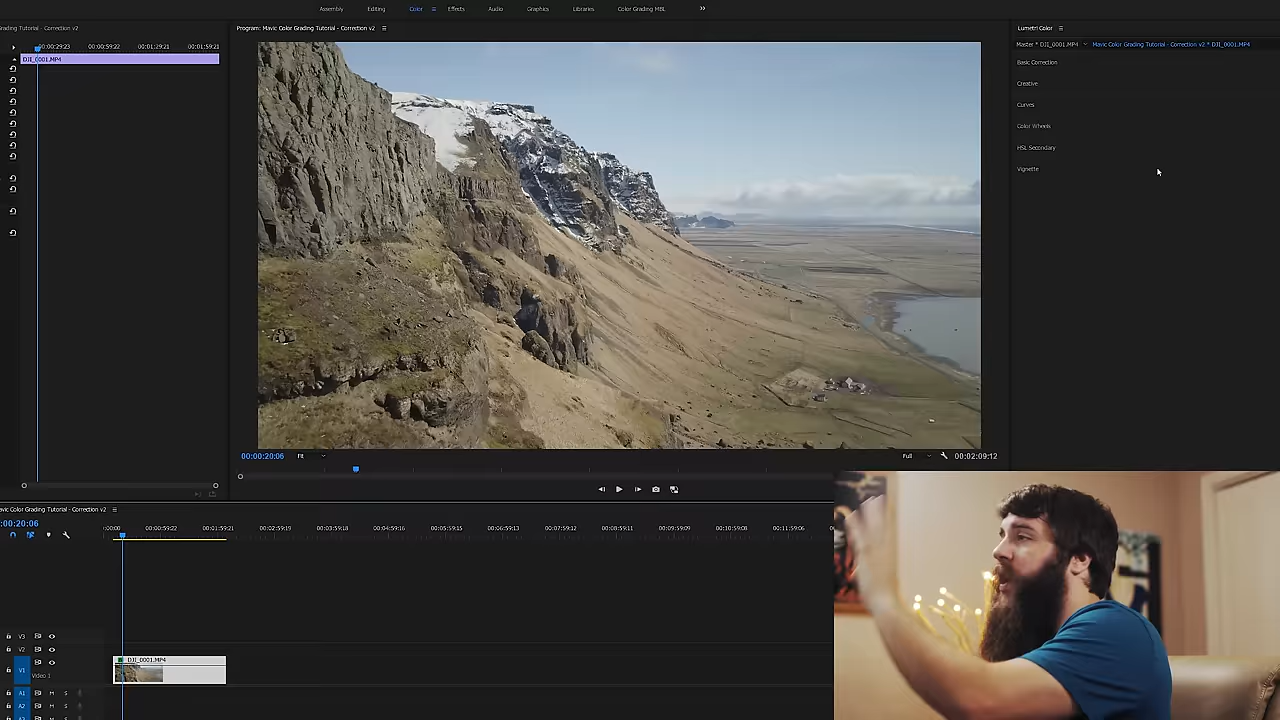 Assembly Editing Color Effects Audio Graphics Libraries Color Grading MBL
Grading Tutorial - Correction v2
Program: Mavic Color Grading Tutorial - Correction v2
Lumetri Color
00:00:29:23 00:00:59:22 00:01:29:21 00:01:59:21
DJI_0001.MP4
Master * DJI_0001.MP4 Mavic Color Grading Tutorial - Correction v2 * DJI_0001.MP4
Basic Correction
Creative
Curves
Color Wheels
HSL Secondary
Vignette
00:00:20:06 Fit Full 00:02:09:12
avic Color Grading Tutorial - Correction v2
:00:20:06
:00:00 00:00:59:22 00:01:59:21 00:02:59:19 00:03:59:18 00:04:59:16 00:05:59:15 00:06:59:13 00:07:59:12 00:08:59:11 00:09:59:09 00:10:59:08 00:11:59:06
V3
V2
DJI_0001.MP4
V1
Video 1
A1 M S
A2 M S